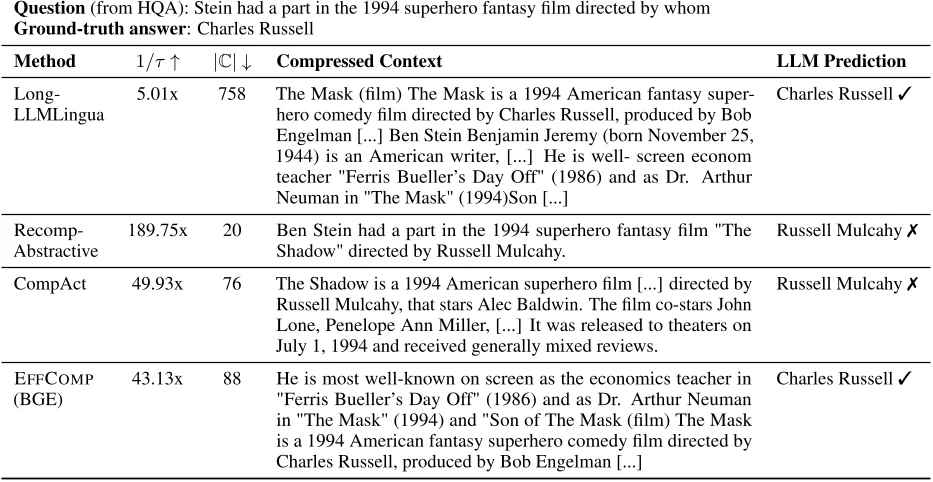 Question (from HQA): Stein had a part in the 1994 superhero fantasy film directed by whom
Ground-truth answer: Charles Russell
Method 1/τ ↑ |ℂ| ↓ Compressed Context LLM Prediction
Long- 5.01x 758 The Mask (film) The Mask is a 1994 American fantasy super- Charles Russell ✓
LLMLingua hero comedy film directed by Charles Russell, produced by Bob
Engelman [...] Ben Stein Benjamin Jeremy (born November 25,
1944) is an American writer, [...] He is well- screen econom
teacher "Ferris Bueller's Day Off" (1986) and as Dr. Arthur
Neuman in "The Mask" (1994)Son [...]
Recomp- 189.75x 20 Ben Stein had a part in the 1994 superhero fantasy film "The Russell Mulcahy ✗
Abstractive Shadow" directed by Russell Mulcahy.
CompAct 49.93x 76 The Shadow is a 1994 American superhero film [...] directed by Russell Mulcahy ✗
Russell Mulcahy, that stars Alec Baldwin. The film co-stars John
Lone, Penelope Ann Miller, [...] It was released to theaters on
July 1, 1994 and received generally mixed reviews.
EFFCOMP 43.13x 88 He is most well-known on screen as the economics teacher in Charles Russell ✓
(BGE) "Ferris Bueller's Day Off" (1986) and as Dr. Arthur Neuman
in "The Mask" (1994) and "Son of The Mask (film) The Mask
is a 1994 American fantasy superhero comedy film directed by
Charles Russell, produced by Bob Engelman [...]